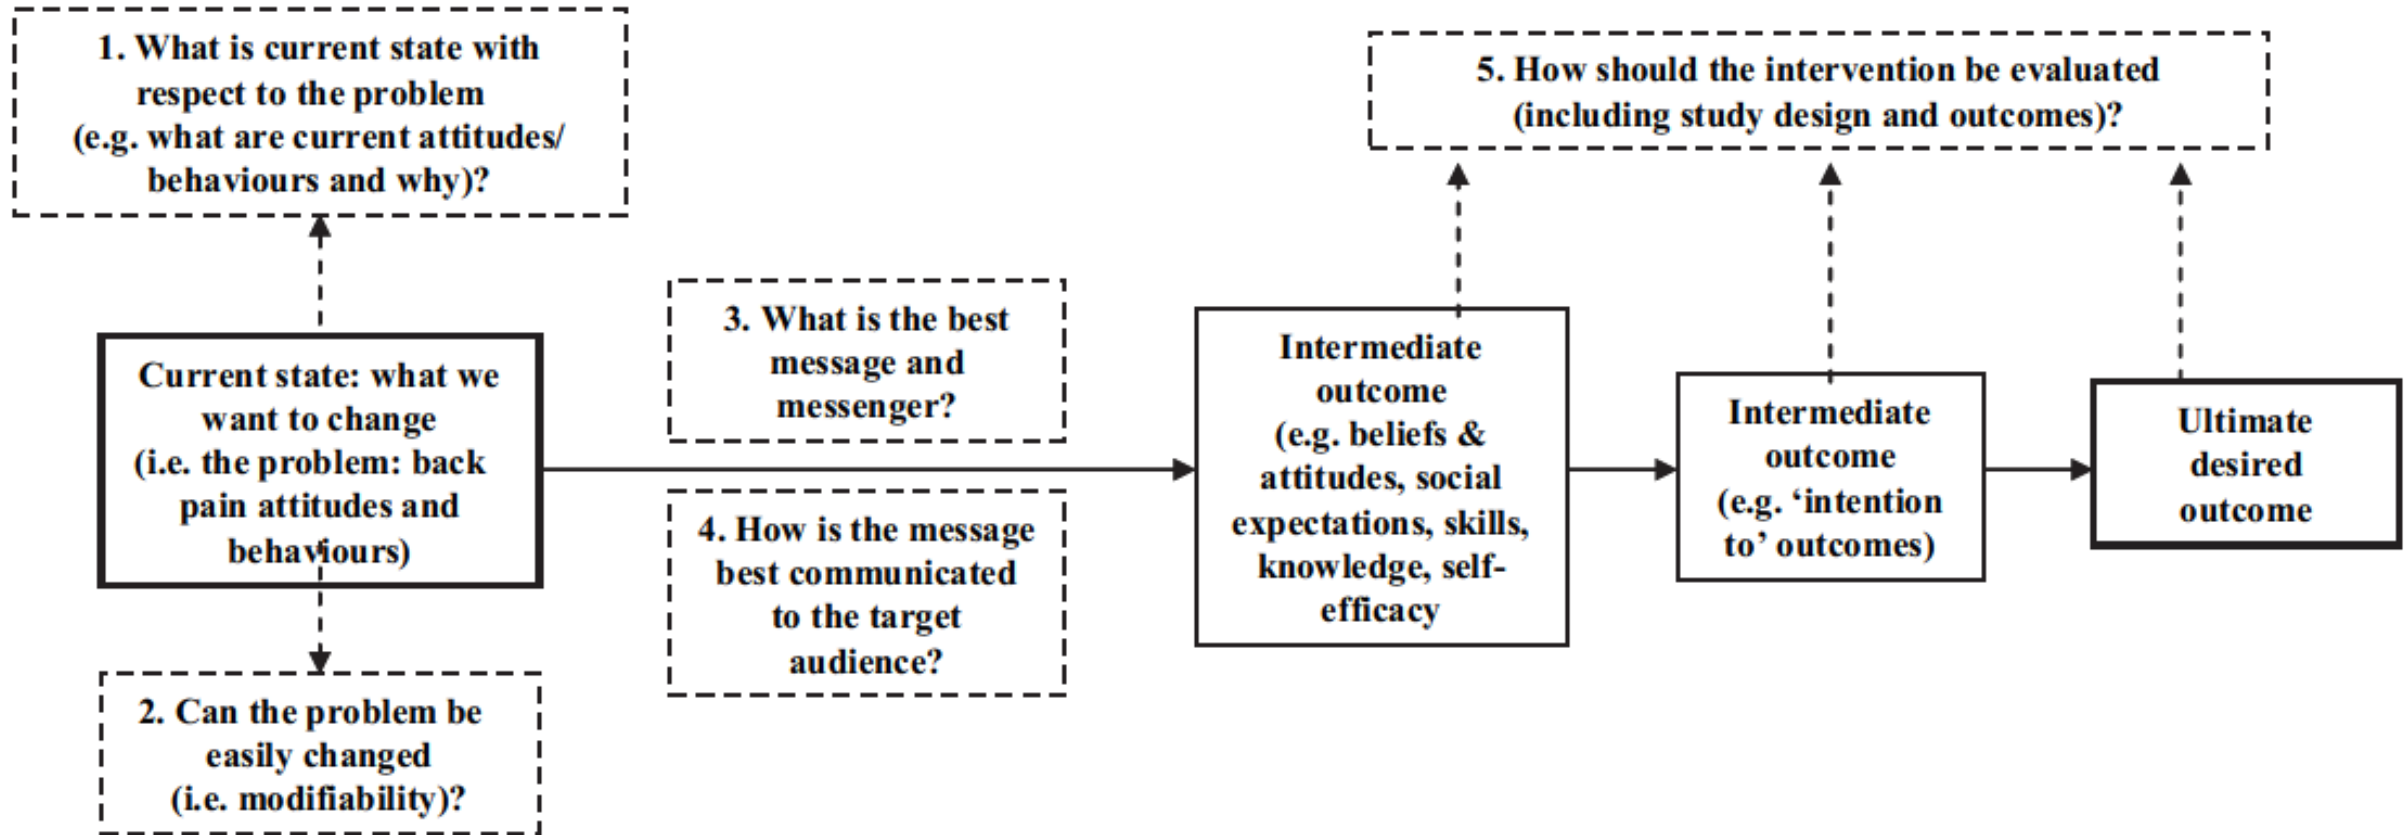 1. What is current state with
respect to the problem
(e.g. what are current attitudes/
behaviours and why)?
5. How should the intervention be evaluated
(including study design and outcomes)?
3. What is the best
message and
messenger?
Current state: what we
want to change
(i.e. the problem: back
pain attitudes and
behaviours)
4. How is the message
best communicated
to the target
audience?
Intermediate
outcome
(e.g. beliefs &
attitudes, social
expectations, skills,
knowledge, self-
efficacy
Intermediate
outcome
(e.g. ‘intention
to’ outcomes)
Ultimate
desired
outcome
2. Can the problem be
easily changed
(i.e. modifiability)?